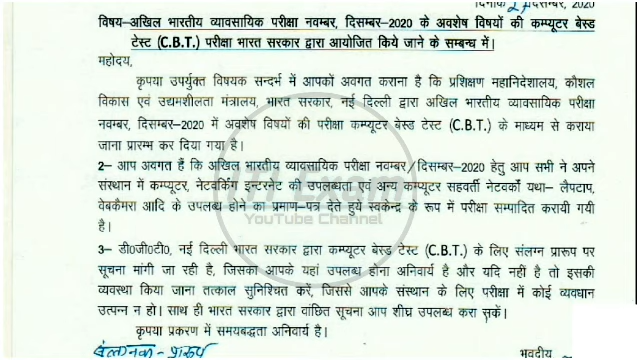 दिनांक 21 दिसम्बर, 2020
विषय-अखिल भारतीय व्यावसायिक परीक्षा नवम्बर, दिसम्बर-2020 के अवशेष विषयों की कम्प्यूटर बेस्ड
टेस्ट (C.B.T.) परीक्षा भारत सरकार द्वारा आयोजित किये जाने के सम्बन्ध में।
महोदय,
कृपया उपर्युक्त विषयक सन्दर्भ में आपकों अवगत कराना है कि प्रशिक्षण महानिदेशालय, कौशल
विकास एवं उद्यमशीलता मंत्रालय, भारत सरकार, नई दिल्ली द्वारा अखिल भारतीय व्यावसायिक परीक्षा
नवम्बर, दिसम्बर-2020 में अवशेष विषयों की परीक्षा कम्प्यूटर बेस्ड टेस्ट (C.B.T.) के माध्यम से कराया
जाना प्रारम्भ कर दिया गया है।
2- आप अवगत हैं कि अखिल भारतीय व्यावसायिक परीक्षा नवम्बर/दिसम्बर-2020 हेतु आप सभी ने अपने
संस्थान में कम्प्यूटर, नेटवर्किंग इन्टरनेट की उपलब्धता एवं अन्य कम्प्यूटर सहवर्ती नेटवर्को यथा- लैपटाप,
वेबकैमरा आदि के उपलब्ध होने का प्रमाण-पत्र देते हुये स्वकेन्द्र के रूप में परीक्षा सम्पादित करायी गयी
है।
ITI Exam
YouTube Channel
3- डी0जी0टी0, नई दिल्ली भारत सरकार द्वारा कम्प्यूटर बेस्ड टेस्ट (C.B.T.) के लिए संलग्न प्रारूप पर
सूचना मांगी जा रही है, जिसका आपके यहां उपलब्ध होना अनिवार्य है और यदि नहीं है तो इसकी
व्यवस्था किया जाना तत्काल सुनिश्चित करें, जिससे आपके संस्थान के लिए परीक्षा में कोई व्यवधान
उत्पन्न न हो। साथ ही भारत सरकार द्वारा वांछित सूचना आप शीघ्र उपलब्ध करा सकें।
कृपया प्रकरण में समयबद्धता अनिवार्य है।
संलग्नक- प्रारूप
भवदीय